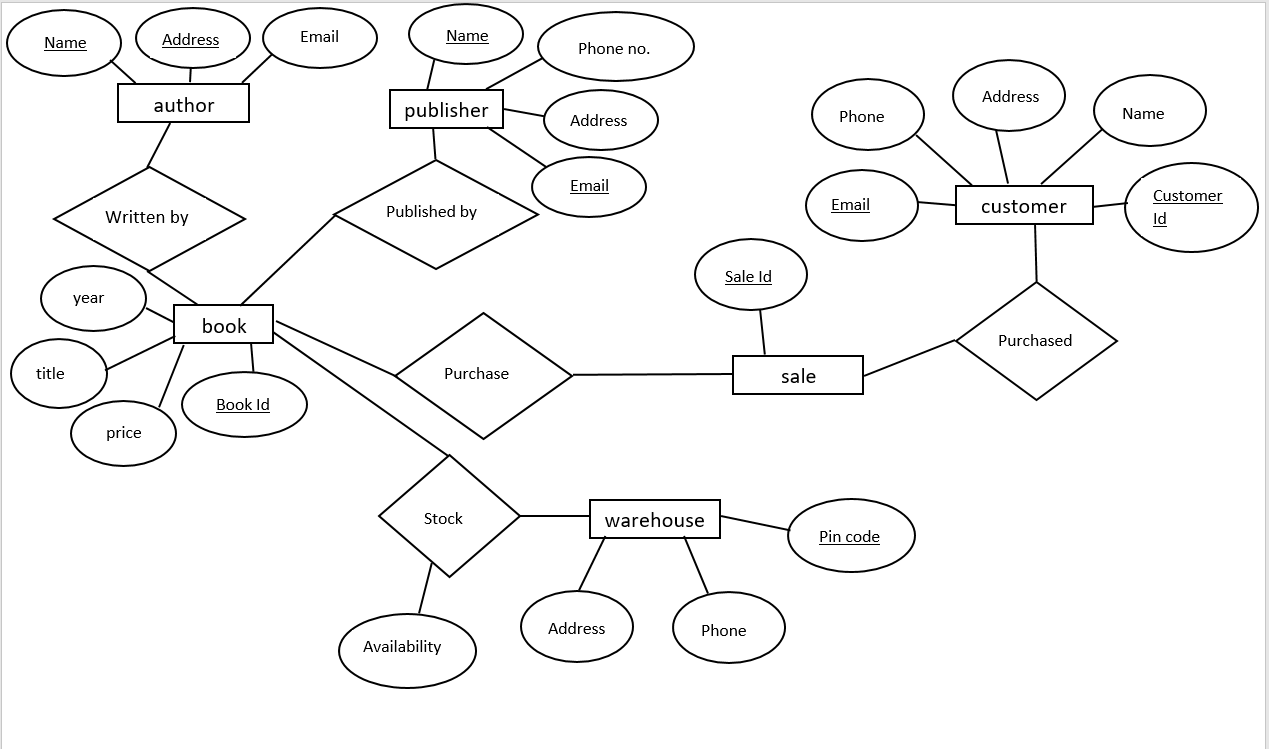 Name
Address
Email
author
Name
Phone no.
publisher
Address
Email
Phone
Address
Name
customer
Email
Customer
Id
Written by
Published by
year
book
title
price
Book Id
Purchase
Sale Id
sale
Purchased
Stock
warehouse
Pin code
Availability
Address
Phone